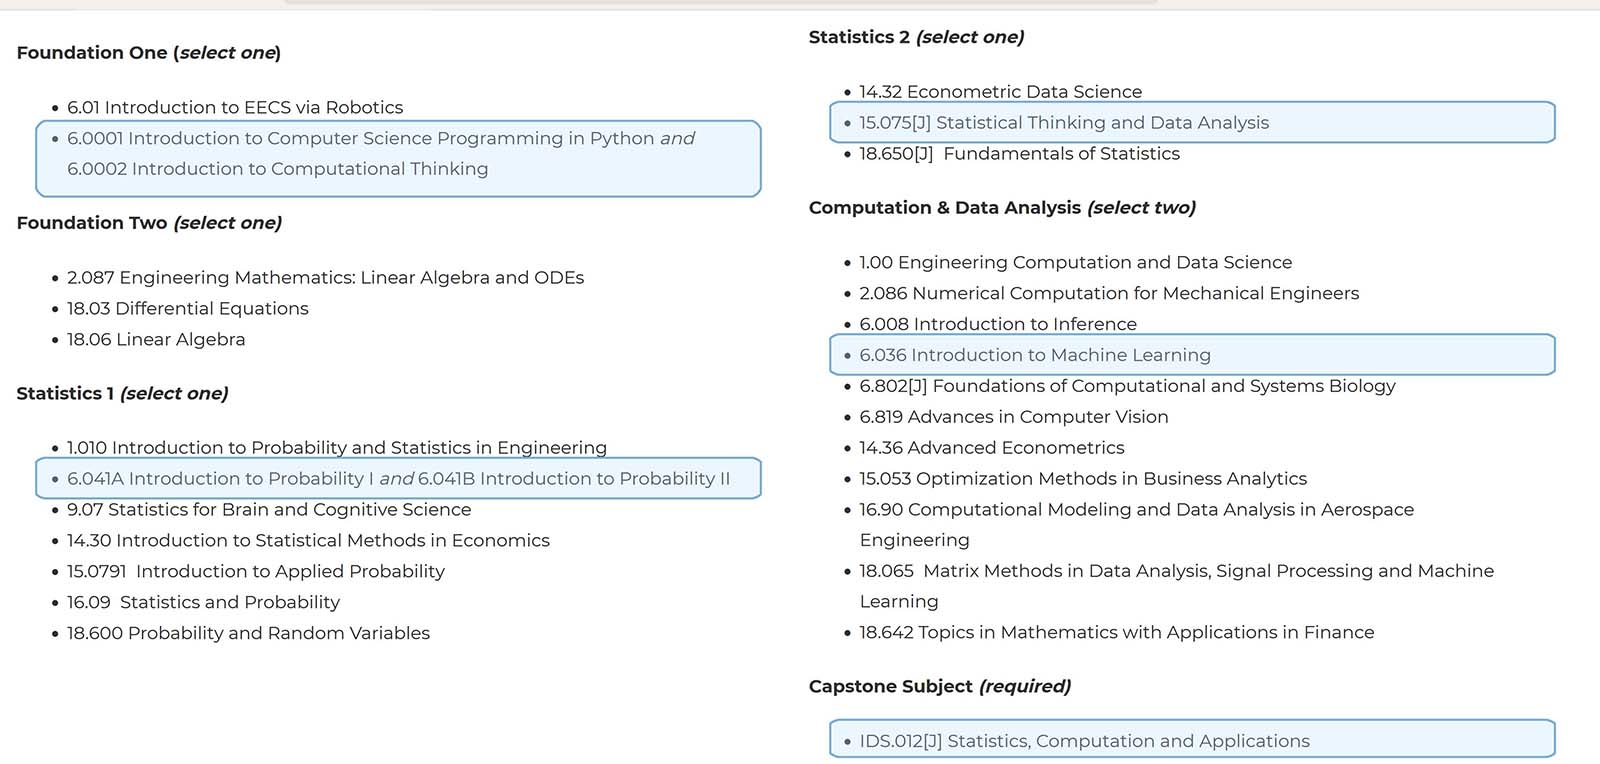 Foundation One (select one)
• 6.01 Introduction to EECS via Robotics
• 6.0001 Introduction to Computer Science Programming in Python and
6.0002 Introduction to Computational Thinking
Foundation Two (select one)
• 2.087 Engineering Mathematics: Linear Algebra and ODEs
• 18.03 Differential Equations
• 18.06 Linear Algebra
Statistics 1 (select one)
• 1.010 Introduction to Probability and Statistics in Engineering
• 6.041A Introduction to Probability I and 6.041B Introduction to Probability II
• 9.07 Statistics for Brain and Cognitive Science
• 14.30 Introduction to Statistical Methods in Economics
• 15.0791 Introduction to Applied Probability
• 16.09 Statistics and Probability
• 18.600 Probability and Random Variables
Statistics 2 (select one)
• 14.32 Econometric Data Science
• 15.075[J] Statistical Thinking and Data Analysis
• 18.650[J] Fundamentals of Statistics
Computation & Data Analysis (select two)
• 1.00 Engineering Computation and Data Science
• 2.086 Numerical Computation for Mechanical Engineers
• 6.008 Introduction to Inference
• 6.036 Introduction to Machine Learning
• 6.802[J] Foundations of Computational and Systems Biology
• 6.819 Advances in Computer Vision
• 14.36 Advanced Econometrics
• 15.053 Optimization Methods in Business Analytics
• 16.90 Computational Modeling and Data Analysis in Aerospace
Engineering
• 18.065 Matrix Methods in Data Analysis, Signal Processing and Machine
Learning
• 18.642 Topics in Mathematics with Applications in Finance
Capstone Subject (required)
• IDS.012[J] Statistics, Computation and Applications